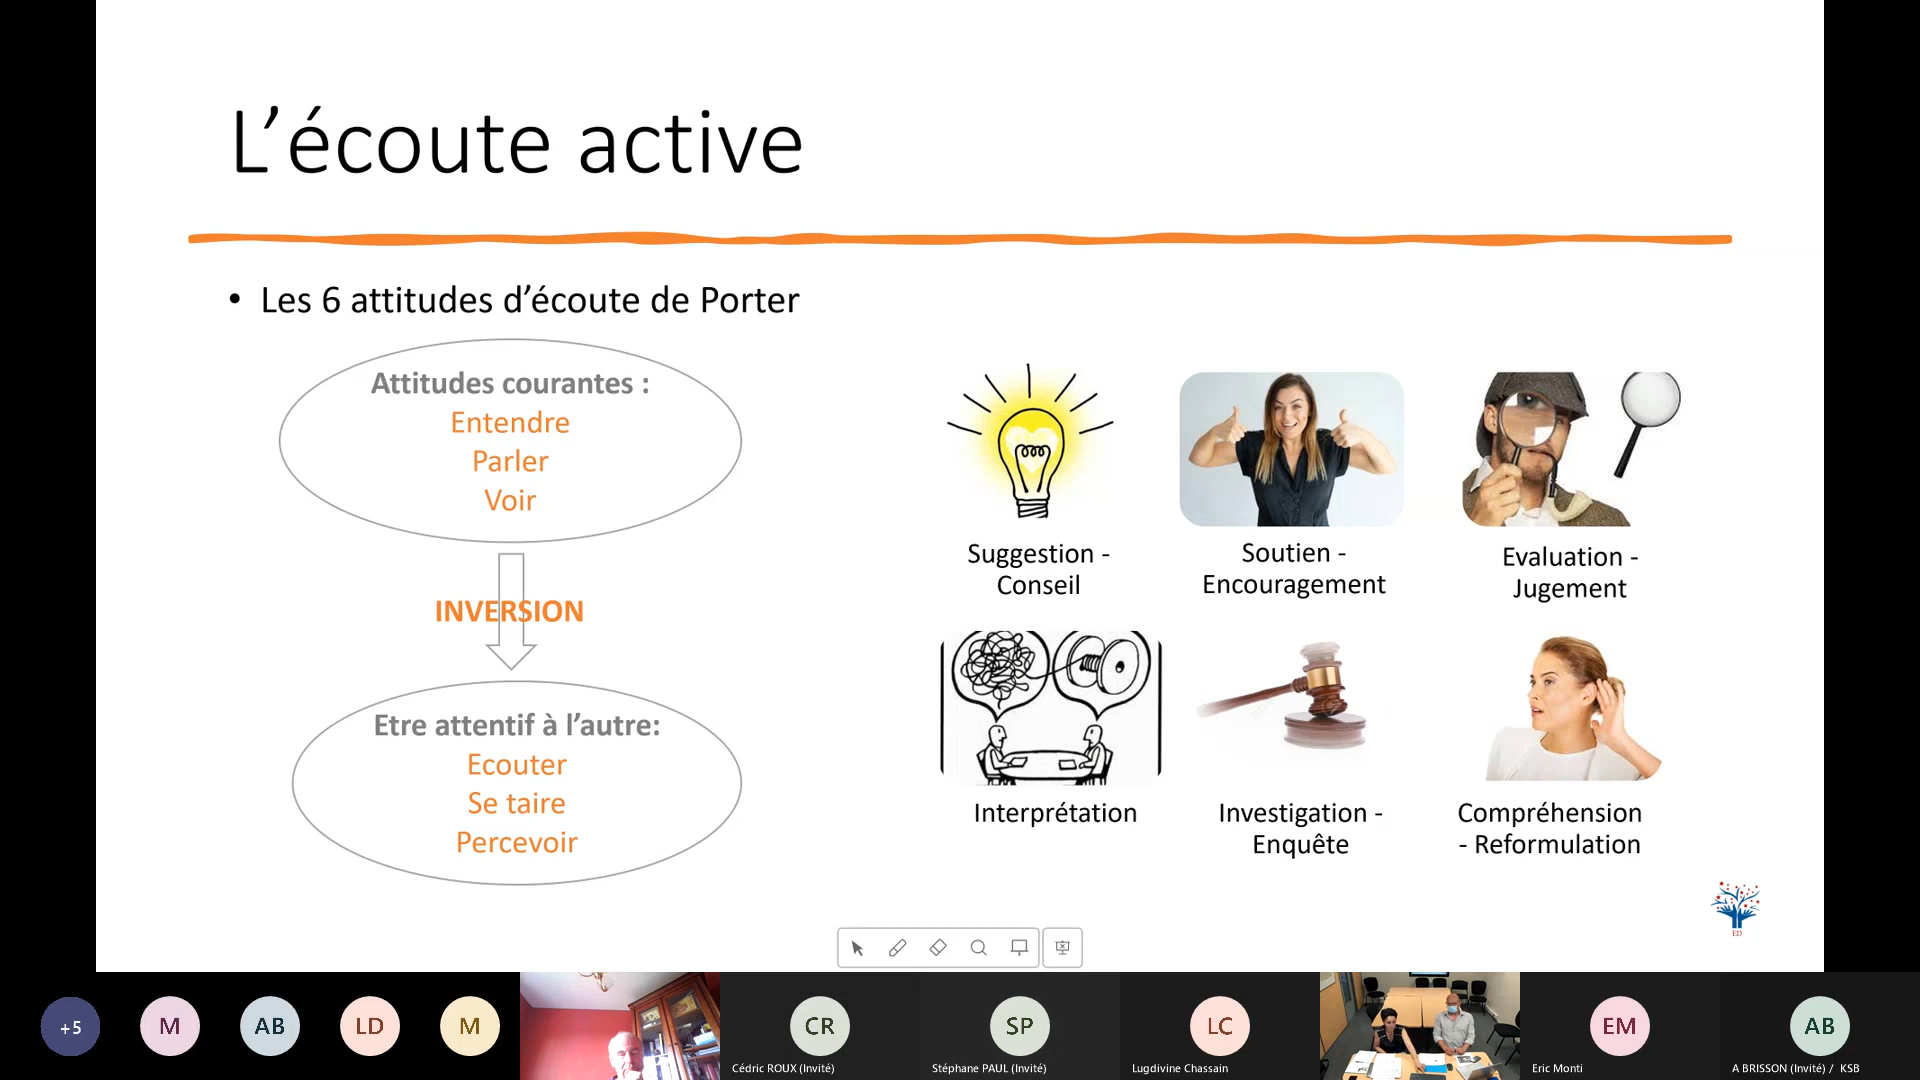 L’écoute active
• Les 6 attitudes d’écoute de Porter
Attitudes courantes :
Entendre
Parler
Voir
INVERSION
Etre attentif à l’autre:
Ecouter
Se taire
Percevoir
Suggestion -
Conseil
Soutien -
Encouragement
Evaluation -
Jugement
Interprétation
Investigation -
Enquête
Compréhension
- Reformulation
ED
+5
M
AB
LD
M
CR
Cédric ROUX (Invité)
SP
Stéphane PAUL (Invité)
LC
Lugdivine Chassain
EM
Eric Monti
AB
A BRISSON (Invité) / KSB